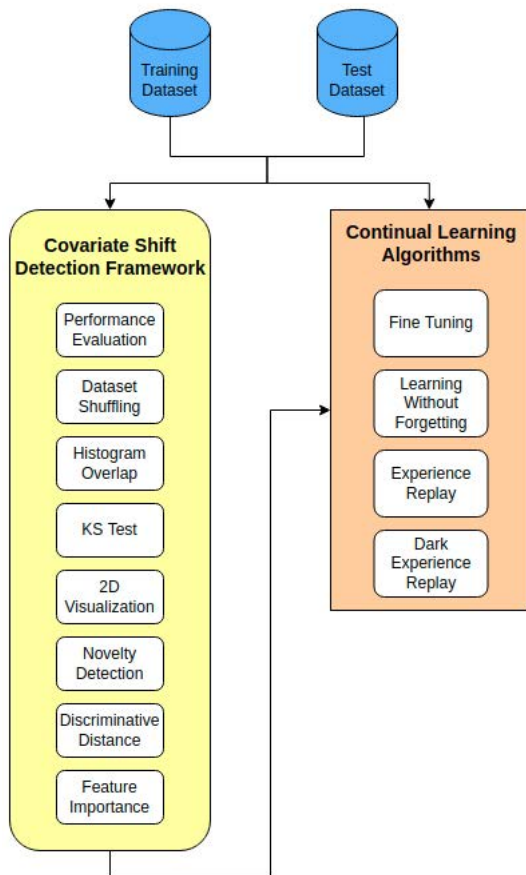 Training
Dataset
Test
Dataset
Covariate Shift
Detection Framework
Performance
Evaluation
Dataset
Shuffling
Histogram
Overlap
KS Test
2D
Visualization
Novelty
Detection
Discriminative
Distance
Feature
Importance
Continual Learning
Algorithms
Fine Tuning
Learning
Without
Forgetting
Experience
Replay
Dark
Experience
Replay